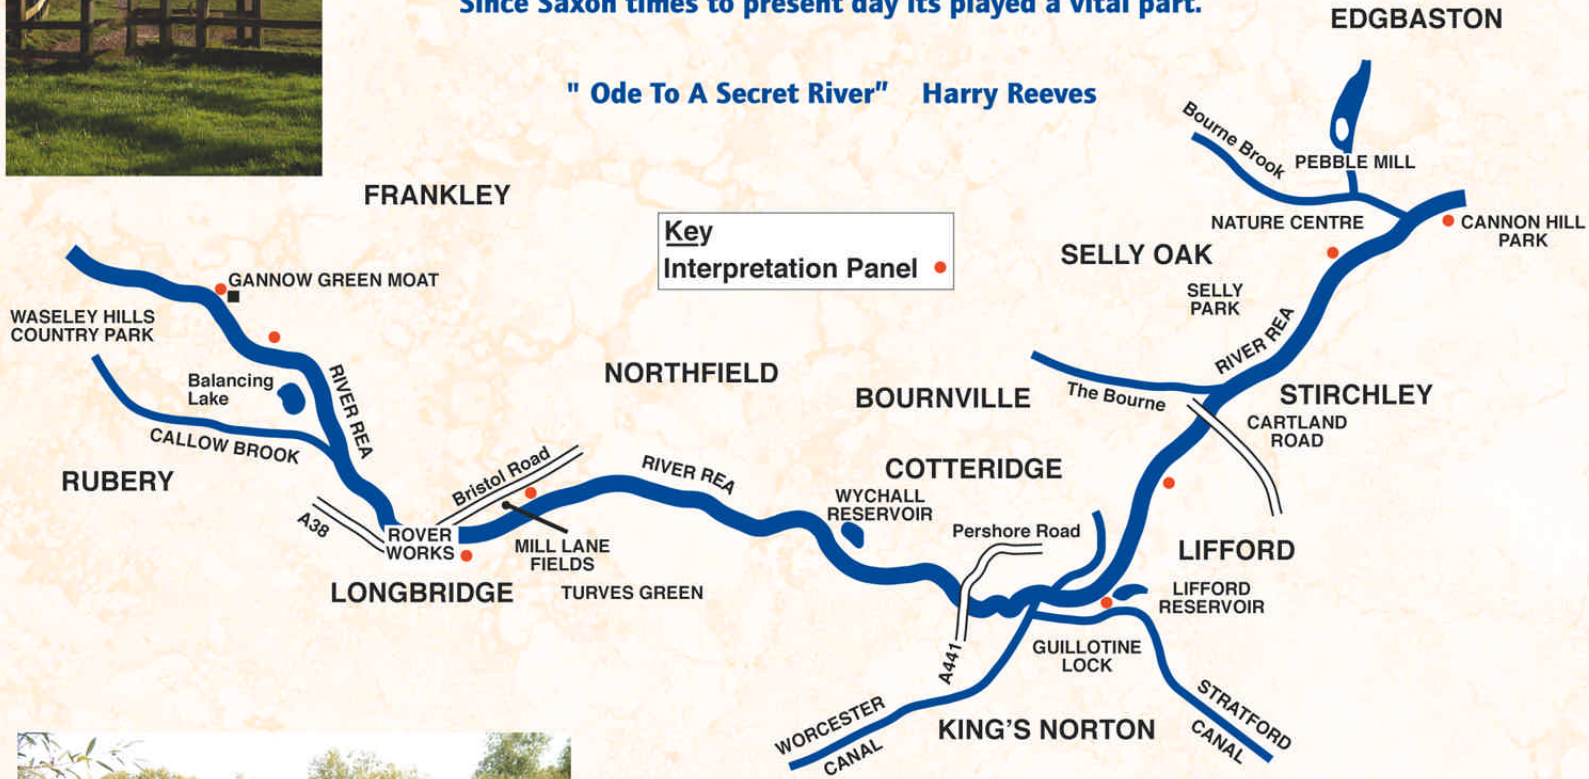 Since Saxon times to present day its played a vital part.
" Ode To A Secret River” Harry Reeves
EDGBASTON
Bourne Brook
PEBBLE MILL
FRANKLEY
Key
Interpretation Panel
NATURE CENTRE
CANNON HILL
PARK
SELLY OAK
SELLY
PARK
RIVER REA
GANNOW GREEN MOAT
WASELEY HILLS
COUNTRY PARK
Balancing
Lake
RIVER REA
CALLOW BROOK
RUBERY
NORTHFIELD
BOURNVILLE
The Bourne
STIRCHLEY
CARTLAND
ROAD
COTTERIDGE
A38
Bristol Road
RIVER REA
ROVER
WORKS
MILL LANE
FIELDS
LONGBRIDGE
TURVES GREEN
WYCHALL
RESERVOIR
Pershore Road
LIFFORD
LIFFORD
RESERVOIR
A441
GUILLOTINE
LOCK
WORCESTER
CANAL
KING'S NORTON
STRATFORD
CANAL